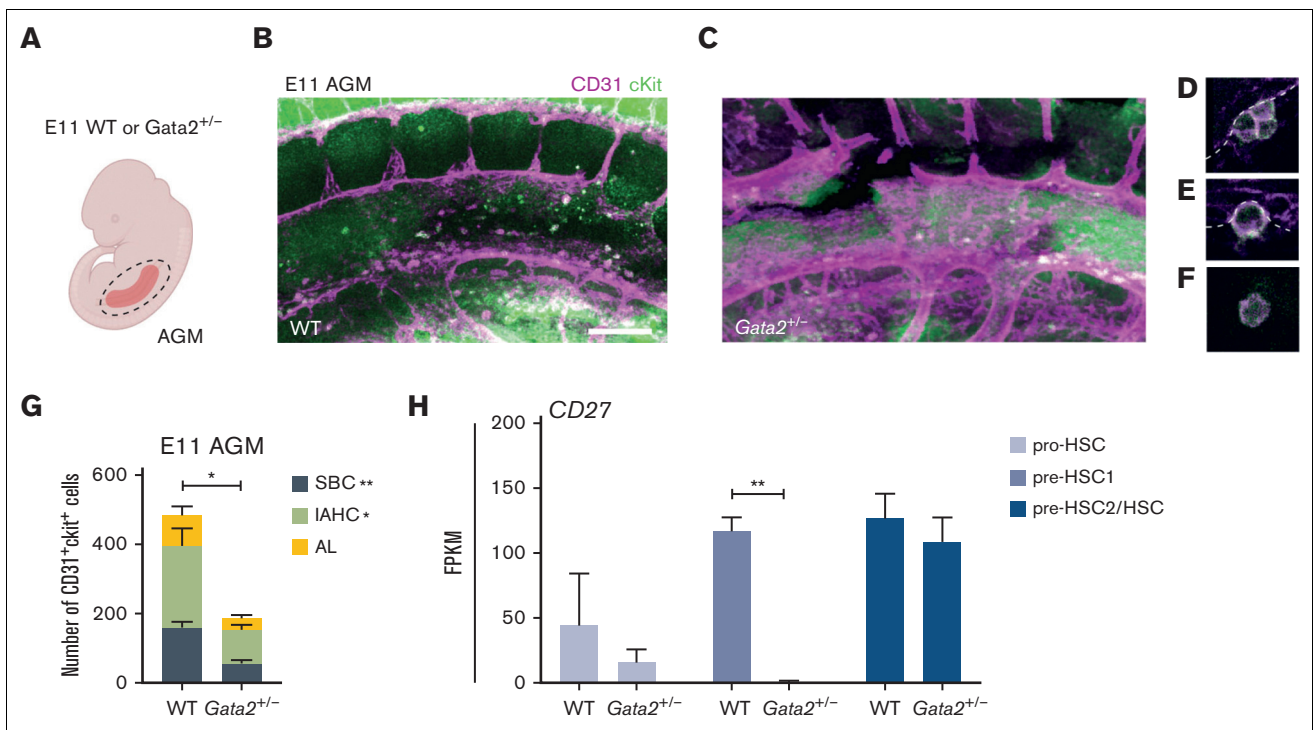 A
B
C
E11 AGM
CD31 cKit
D
E11 WT or Gata2+/−
E
F
AGM
WT
Gata2+/−
G
H
CD27
E11 AGM
*
600
400
200
0
Number of CD31+ckit+ cells
WT
Gata2+/−
SBC **
IAHC *
AL
FPKM
200
150
100
50
0
**
WT
Gata2+/−
WT
Gata2+/−
WT
Gata2+/−
pro-HSC
pre-HSC1
pre-HSC2/HSC